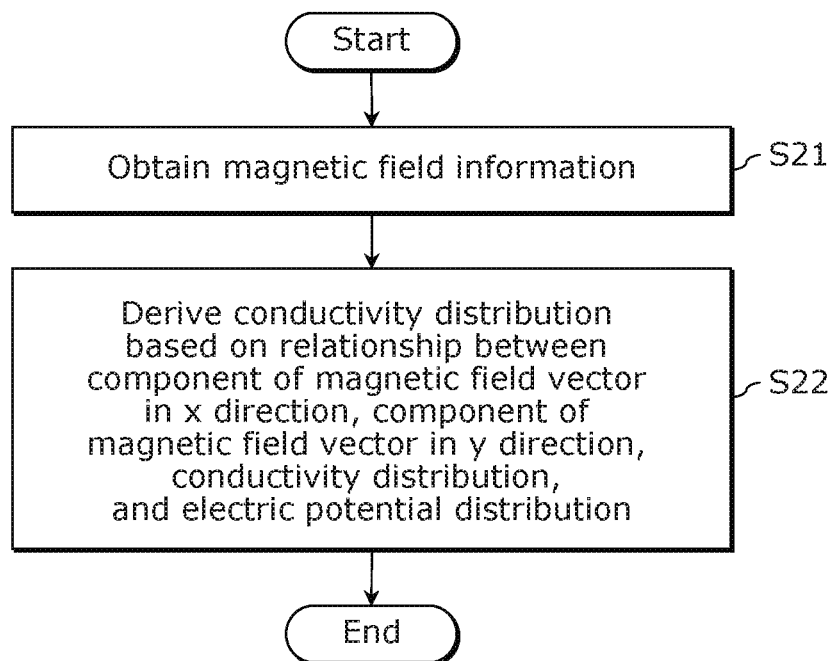 Start
Obtain magnetic field information
S21
Derive conductivity distribution
based on relationship between
component of magnetic field vector
in x direction, component of
magnetic field vector in y direction,
conductivity distribution,
and electric potential distribution
S22
End